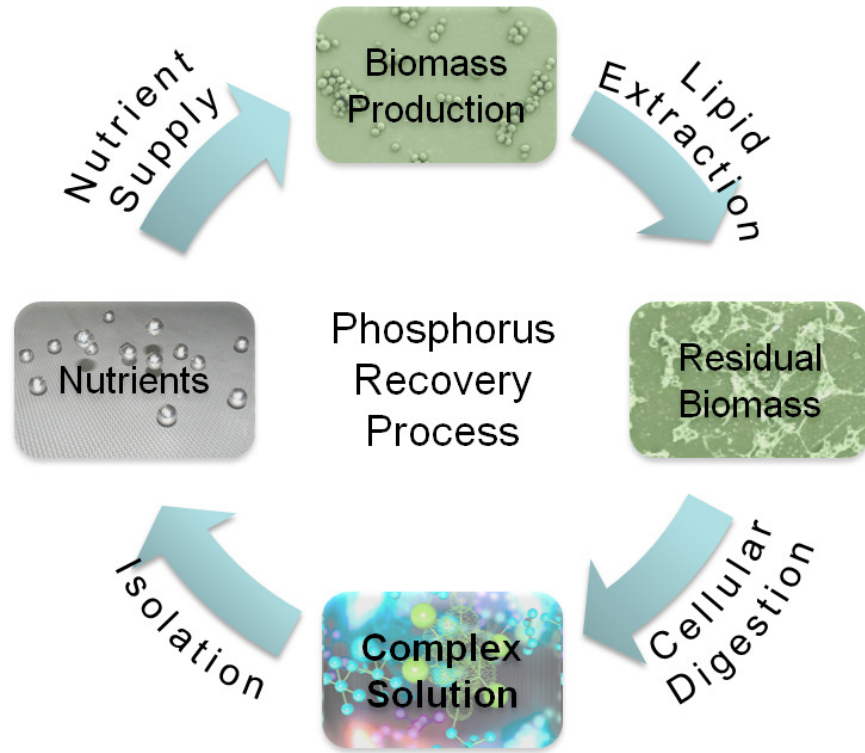 Biomass
Production
Lipid
Extraction
Residual
Biomass
Cellular
Digestion
Complex
Solution
Isolation
Nutrients
Nutrient
Supply
Phosphorus
Recovery
Process